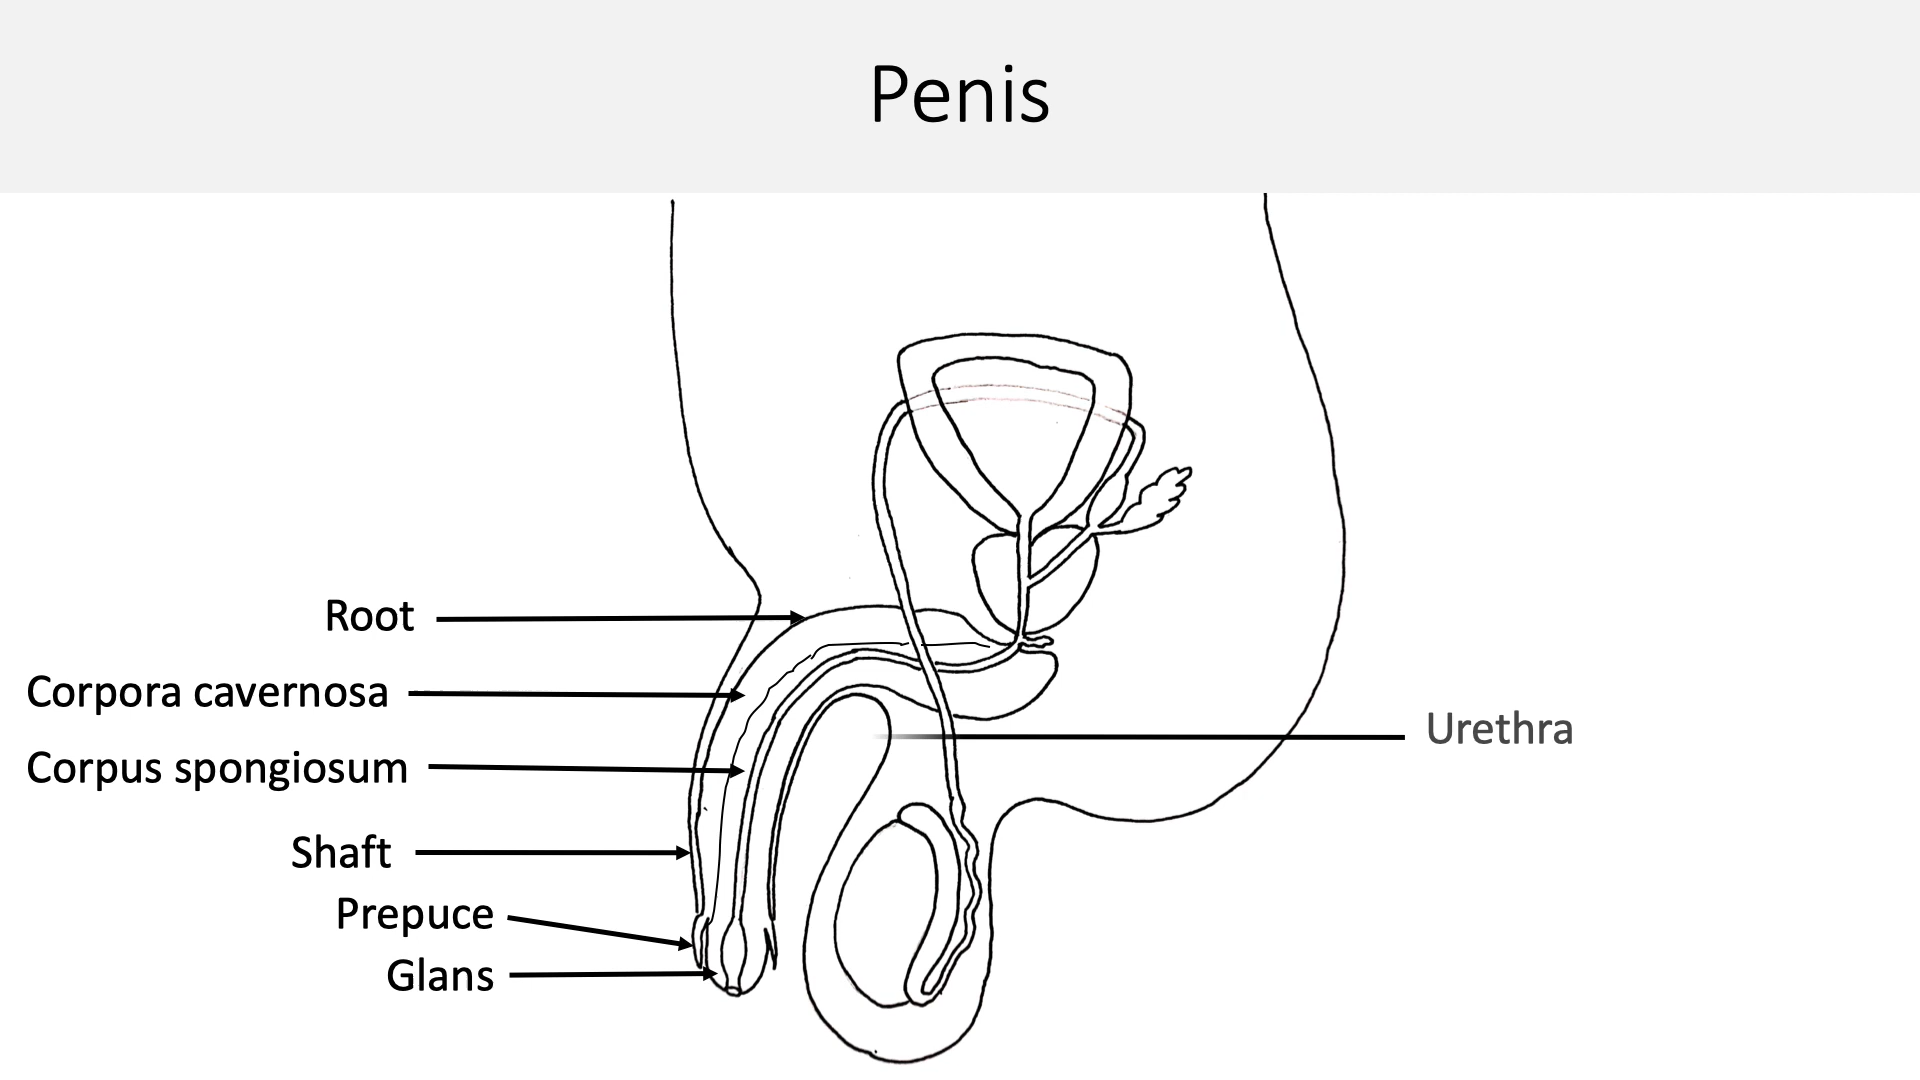 Penis
Root
Corpora cavernosa
Urethra
Corpus spongiosum
Shaft
Prepuce
Glans